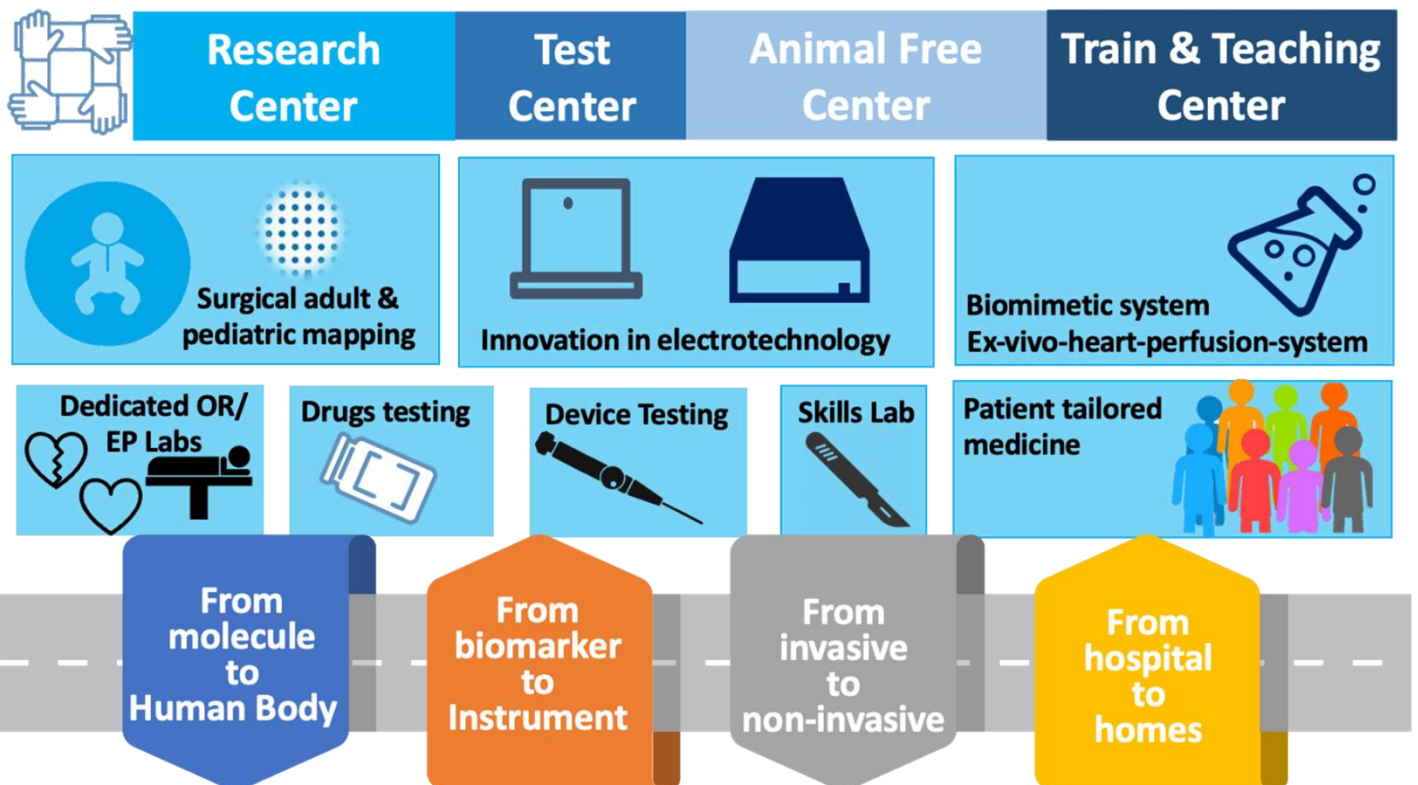 Research
Center
Test
Center
Animal Free
Center
Train & Teaching
Center
Surgical adult &
pediatric mapping
Innovation in electrotechnology
Biomimetic system
Ex-vivo-heart-perfusion-system
Dedicated OR/
EP Labs
Drugs testing
Device Testing
Skills Lab
Patient tailored
medicine
From
molecule
to
Human Body
From
biomarker
to
Instrument
From
invasive
to
non-invasive
From
hospital
to
homes